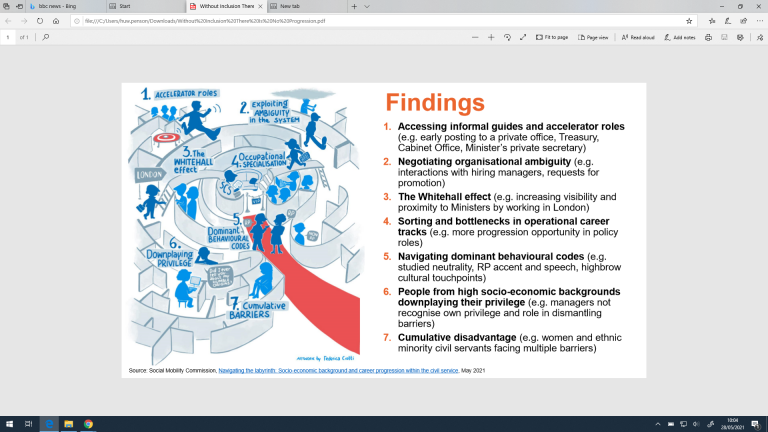 bbc news - Bing
Start
Without Inclusion There
New tab
file:///C:/Users/huw.penson/Downloads/Without%20Inclusion%20There%20Is%20No%20Progression.pdf
1 of 1
Fit to page
Page view
Read aloud
Add notes
1. ACCELERATOR ROLES
2. Exploiting
AMBIGUITY
in the SYSTEM
3. The
WHITEHALL
effect
4. Occupational
SPECIALISATION
LONDON
5.
Dominant
BEHAVIOURAL
CODES
6.
Downplaying
PRIVILEGE
7. Cumulative
BARRIERS
Findings
1. Accessing informal guides and accelerator roles
(e.g. early posting to a private office, Treasury,
Cabinet Office, Minister's private secretary)
2. Negotiating organisational ambiguity (e.g.
interactions with hiring managers, requests for
promotion)
3. The Whitehall effect (e.g. increasing visibility and
proximity to Ministers by working in London)
4. Sorting and bottlenecks in operational career
tracks (e.g. more progression opportunity in policy
roles)
5. Navigating dominant behavioural codes (e.g.
studied neutrality, RP accent and speech, highbrow
cultural touchpoints)
6. People from high socio-economic backgrounds
downplaying their privilege (e.g. managers not
recognise own privilege and role in dismantling
barriers)
7. Cumulative disadvantage (e.g. women and ethnic
minority civil servants facing multiple barriers)
Source: Social Mobility Commission, Navigating the labyrinth: Socio-economic background and career progression within the civil service, May 2021
10:04
28/05/2021